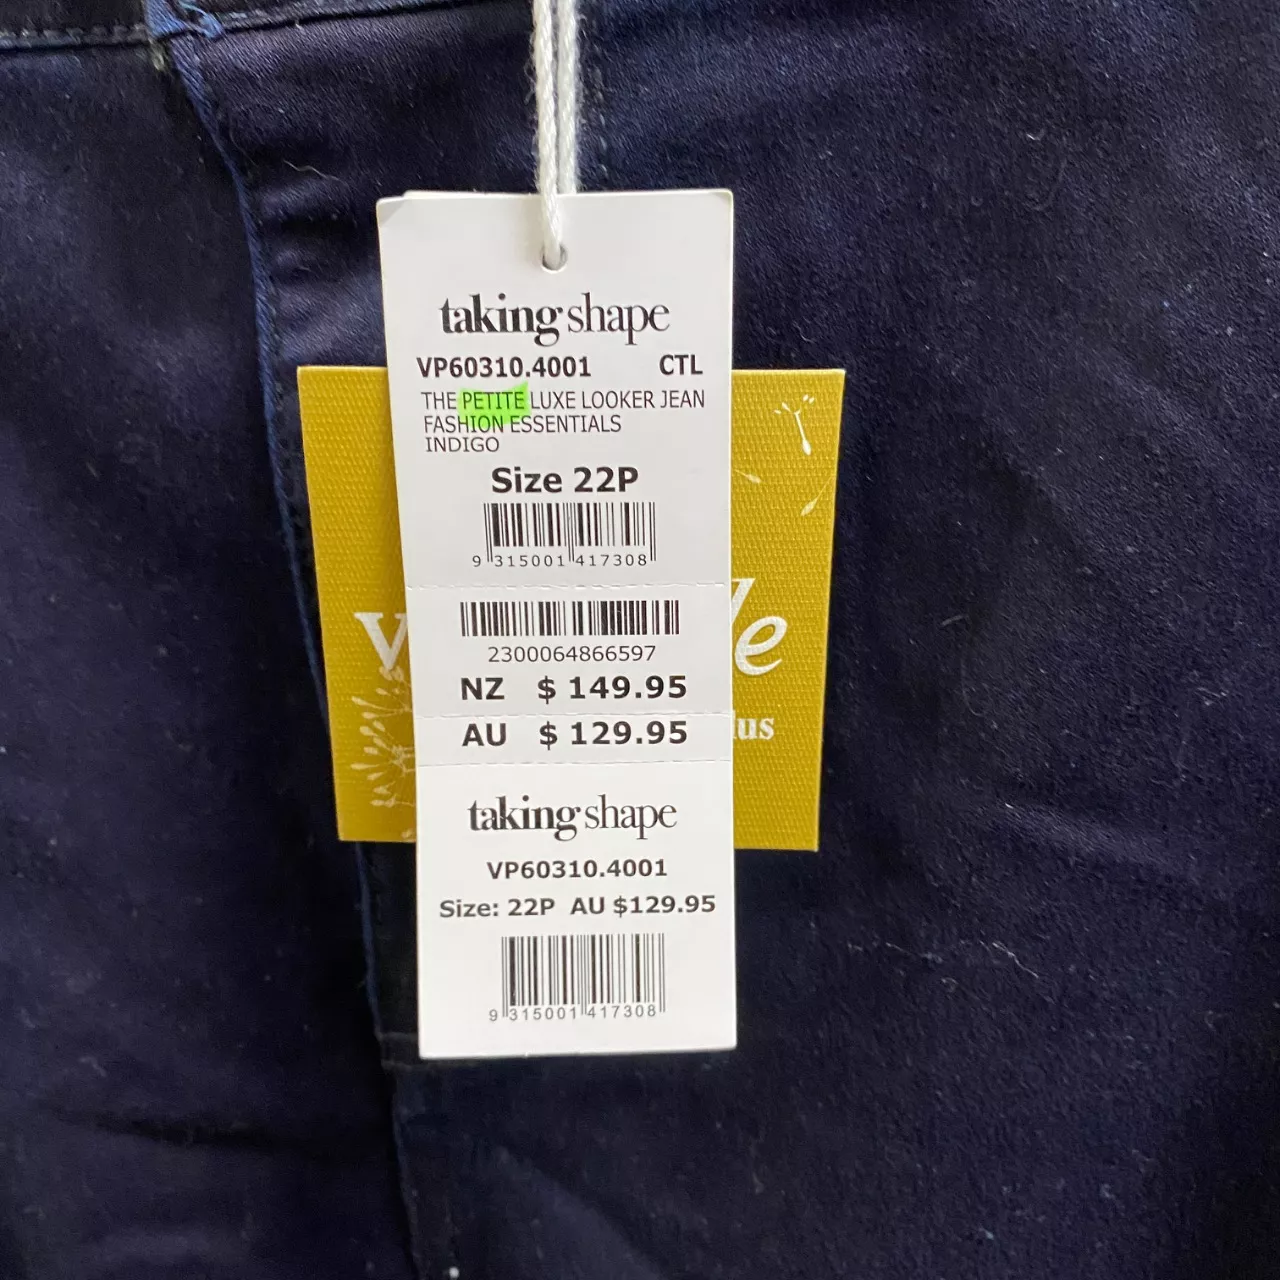 taking shape
VP60310.4001 CTL
THE PETITE LUXE LOOKER JEAN
FASHION ESSENTIALS
INDIGO
Size 22P
9 315001 417308
2300064866597
NZ $ 149.95
AU $ 129.95
taking shape
VP60310.4001
Size: 22P AU $129.95
9 315001 417308